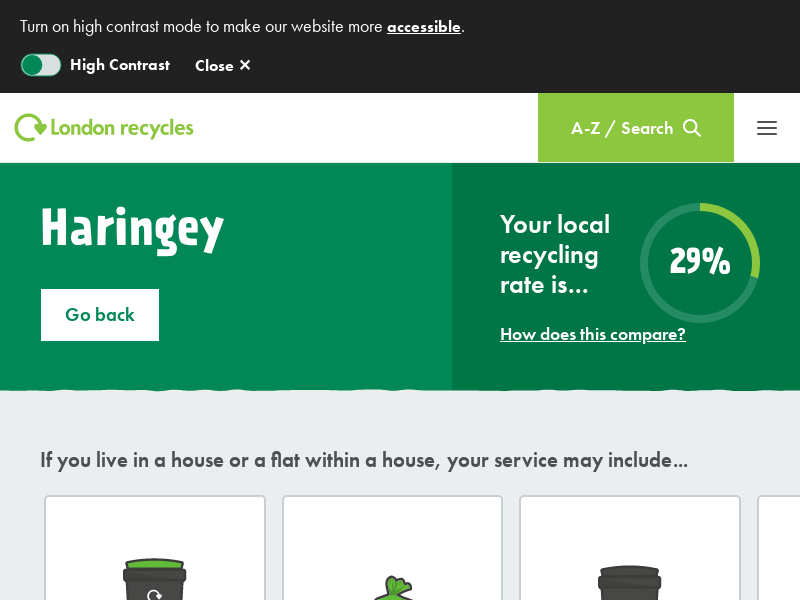 Turn on high contrast mode to make our website more accessible.
High Contrast
Close ✕
London recycles
A-Z / Search
Haringey
Go back
Your local
recycling
rate is...
29%
How does this compare?
If you live in a house or a flat within a house, your service may include...